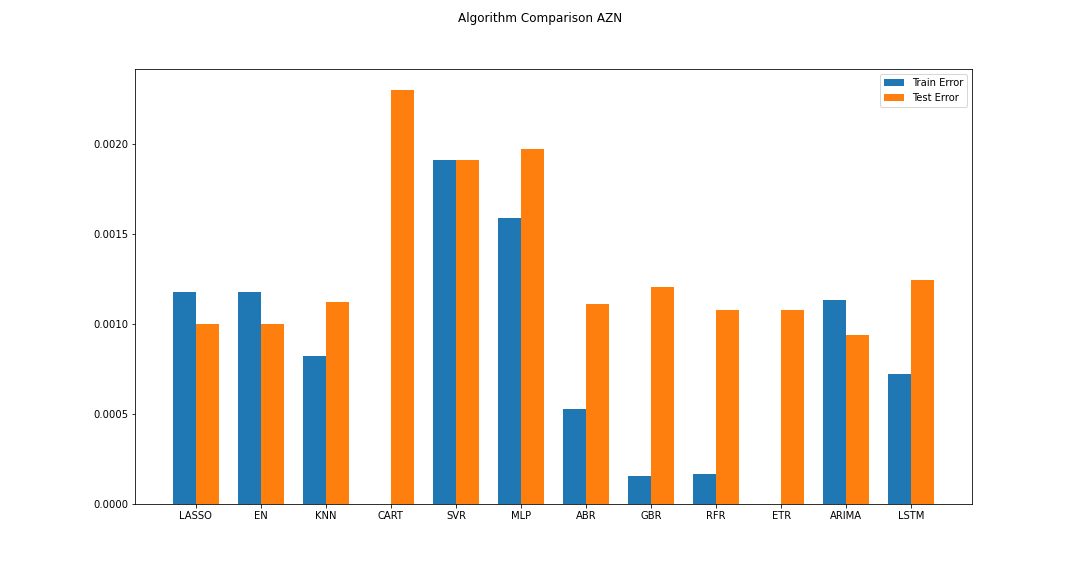 Algorithm Comparison AZN
Train Error
Test Error
0.0020
0.0015
0.0010
0.0005
0.0000
LASSO EN KNN CART SVR MLP ABR GBR RFR ETR ARIMA LSTM